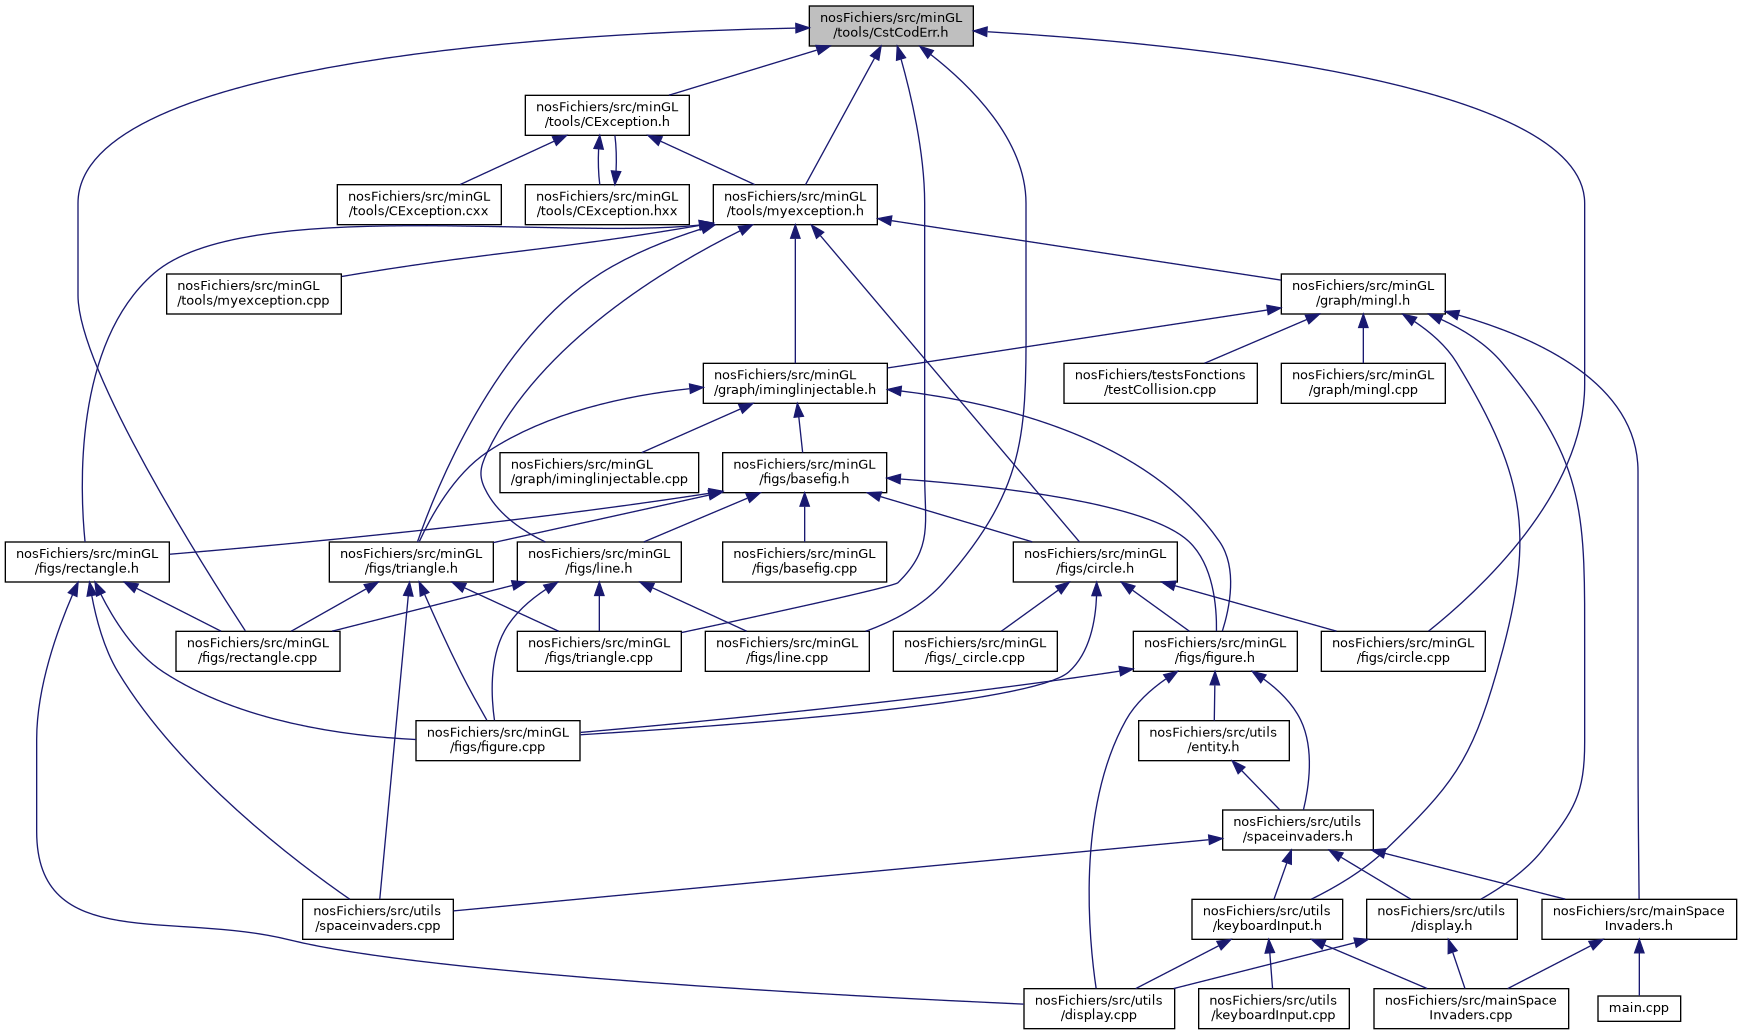 nosFichiers/src/minGL
/tools/CstCodErr.h
nosFichiers/src/minGL
/tools/CException.h
nosFichiers/src/minGL
/tools/CException.cxx
nosFichiers/src/minGL
/tools/CException.hxx
nosFichiers/src/minGL
/tools/myexception.h
nosFichiers/src/minGL
/tools/myexception.cpp
nosFichiers/src/minGL
/graph/mingl.h
nosFichiers/src/minGL
/graph/iminglinjectable.h
nosFichiers/testsFonctions
/testCollision.cpp
nosFichiers/src/minGL
/graph/mingl.cpp
nosFichiers/src/minGL
/graph/iminglinjectable.cpp
nosFichiers/src/minGL
/figs/basefig.h
nosFichiers/src/minGL
/figs/rectangle.h
nosFichiers/src/minGL
/figs/triangle.h
nosFichiers/src/minGL
/figs/line.h
nosFichiers/src/minGL
/figs/basefig.cpp
nosFichiers/src/minGL
/figs/circle.h
nosFichiers/src/minGL
/figs/rectangle.cpp
nosFichiers/src/minGL
/figs/triangle.cpp
nosFichiers/src/minGL
/figs/line.cpp
nosFichiers/src/minGL
/figs/_circle.cpp
nosFichiers/src/minGL
/figs/figure.h
nosFichiers/src/minGL
/figs/circle.cpp
nosFichiers/src/minGL
/figs/figure.cpp
nosFichiers/src/utils
/entity.h
nosFichiers/src/utils
/spaceinvaders.h
nosFichiers/src/utils
/spaceinvaders.cpp
nosFichiers/src/utils
/keyboardInput.h
nosFichiers/src/utils
/display.h
nosFichiers/src/mainSpace
Invaders.h
nosFichiers/src/utils
/display.cpp
nosFichiers/src/utils
/keyboardInput.cpp
nosFichiers/src/mainSpace
Invaders.cpp
main.cpp